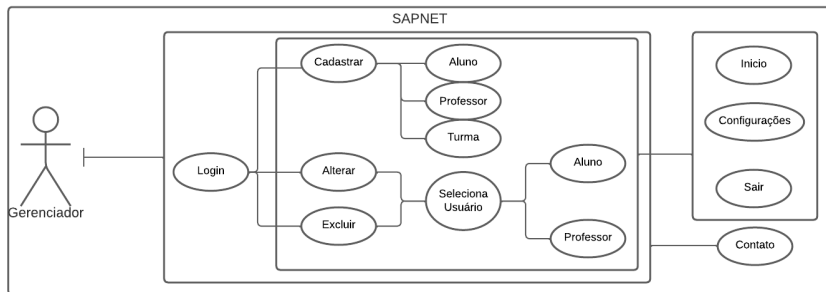 SAPNET
Cadastrar
Aluno
Professor
Turma
Login
Alterar
Excluir
Seleciona
Usuário
Aluno
Professor
Inicio
Configurações
Sair
Contato
Gerenciador